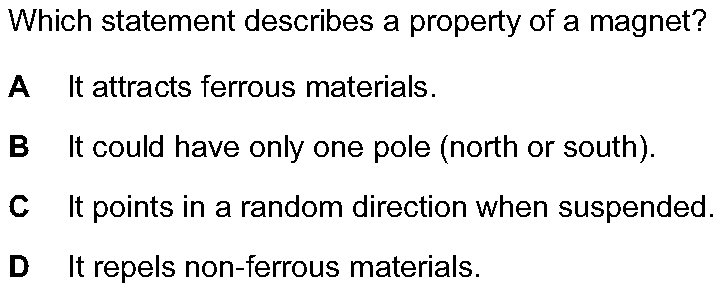 Which statement describes a property of a magnet?
A It attracts ferrous materials.
B It could have only one pole (north or south).
C It points in a random direction when suspended.
D It repels non-ferrous materials.